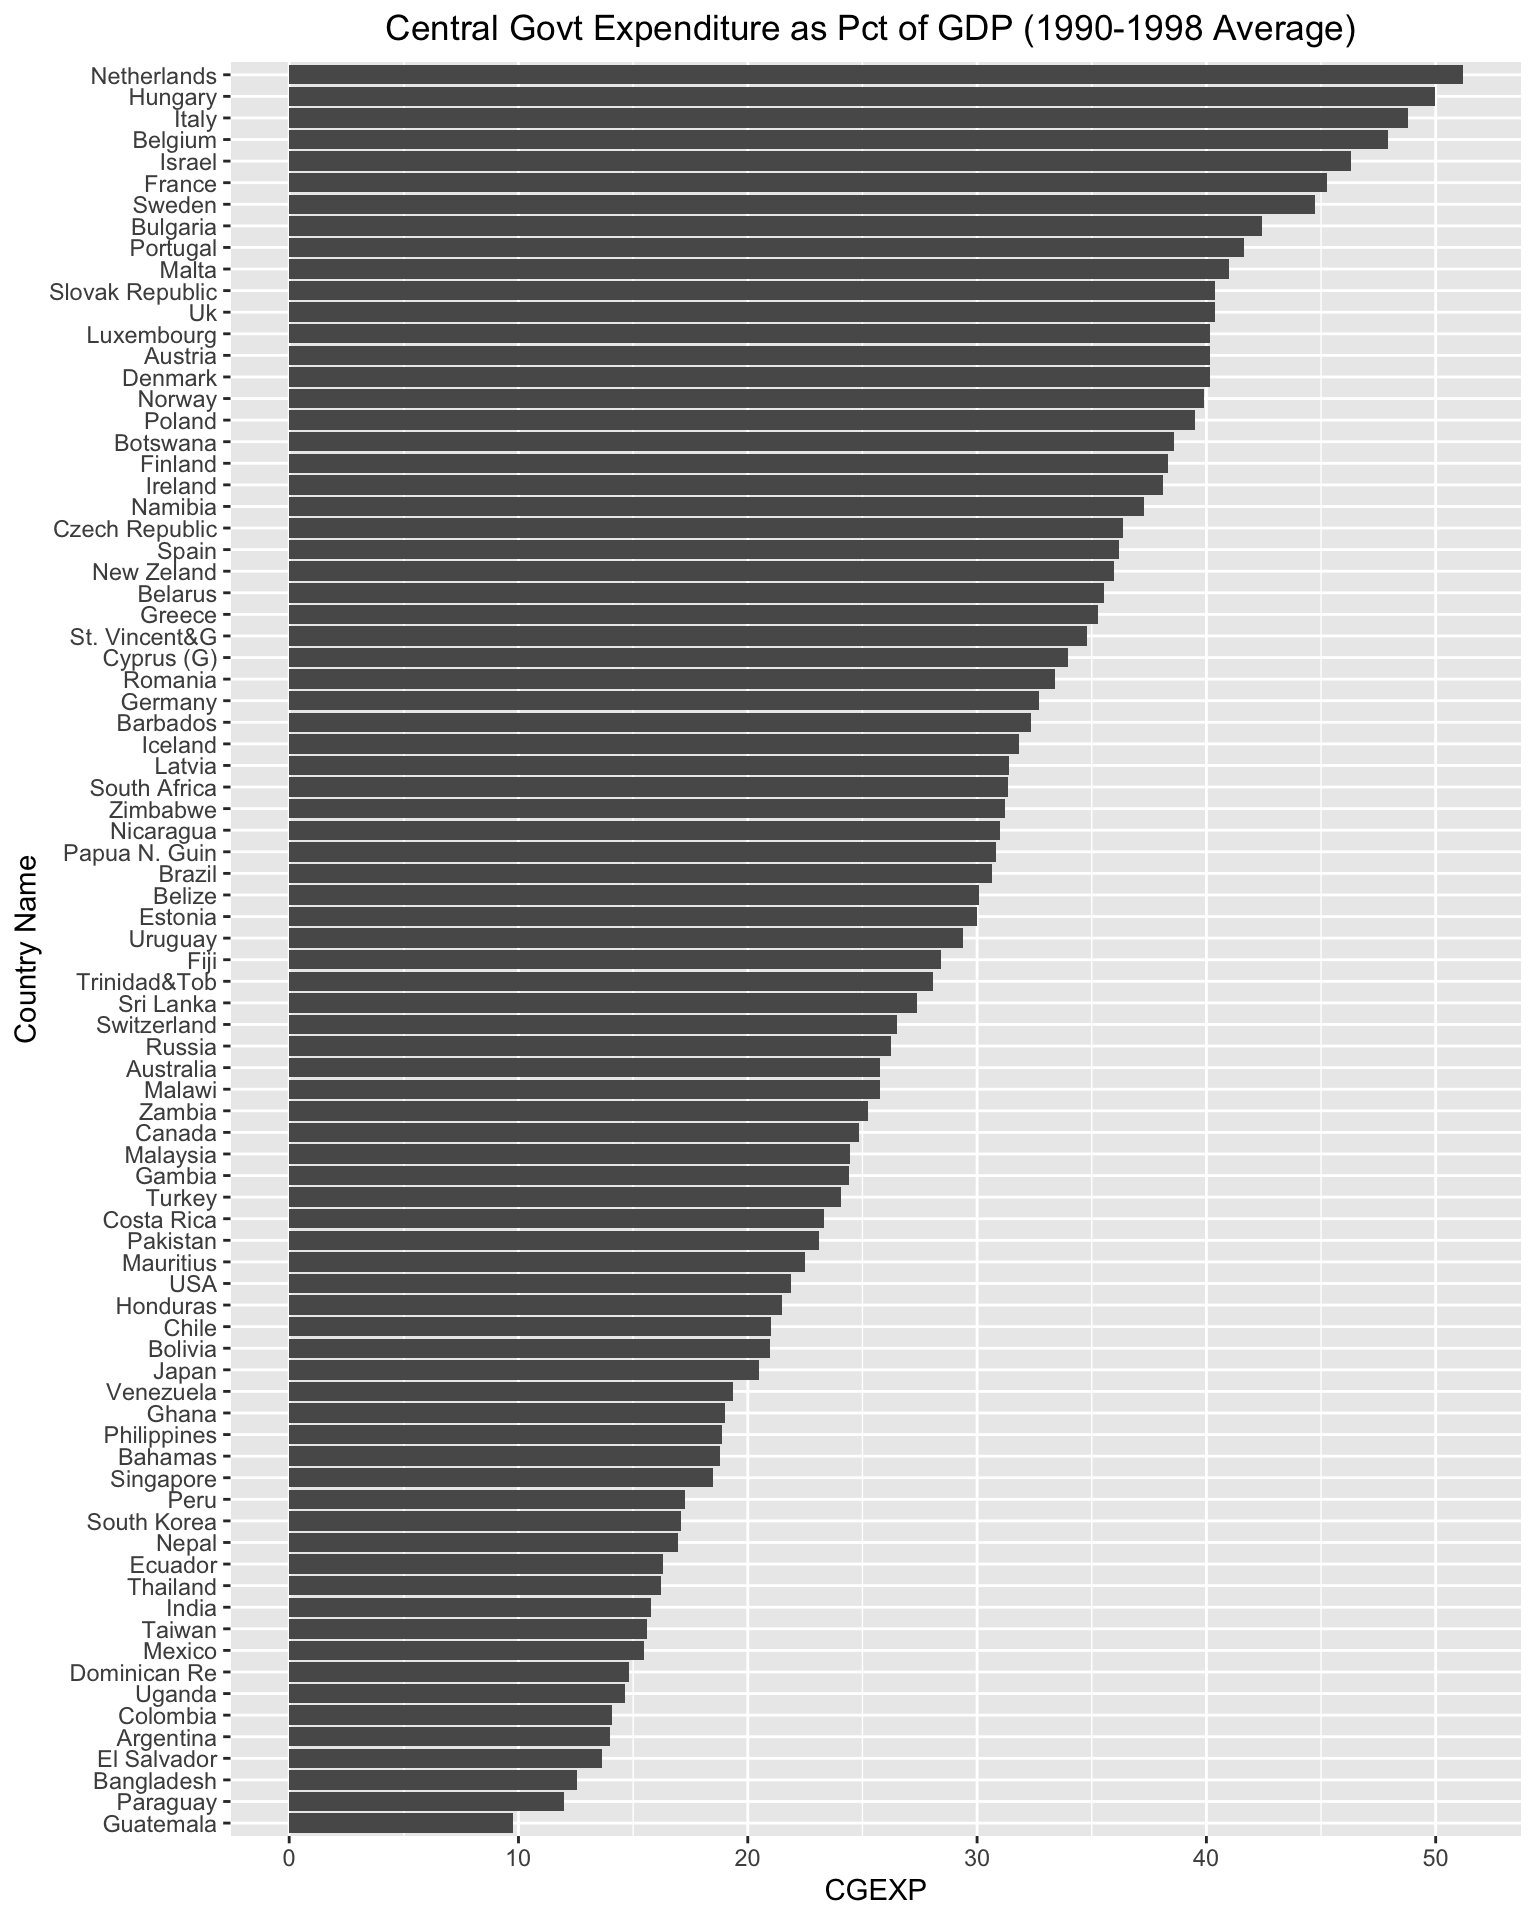 Central Govt Expenditure as Pct of GDP (1990-1998 Average)
Netherlands
Hungary
Italy
Belgium
Israel
France
Sweden
Bulgaria
Portugal
Malta
Slovak Republic
Uk
Luxembourg
Austria
Denmark
Norway
Poland
Botswana
Finland
Ireland
Namibia
Czech Republic
Spain
New Zeland
Belarus
Greece
St. Vincent&G
Cyprus (G)
Romania
Germany
Barbados
Iceland
Latvia
South Africa
Zimbabwe
Nicaragua
Papua N. Guin
Brazil
Belize
Estonia
Uruguay
Fiji
Trinidad&Tob
Sri Lanka
Switzerland
Russia
Australia
Malawi
Zambia
Canada
Malaysia
Gambia
Turkey
Costa Rica
Pakistan
Mauritius
USA
Honduras
Chile
Bolivia
Japan
Venezuela
Ghana
Philippines
Bahamas
Singapore
Peru
South Korea
Nepal
Ecuador
Thailand
India
Taiwan
Mexico
Dominican Re
Uganda
Colombia
Argentina
El Salvador
Bangladesh
Paraguay
Guatemala
Country Name
0 10 20 30 40 50
CGEXP